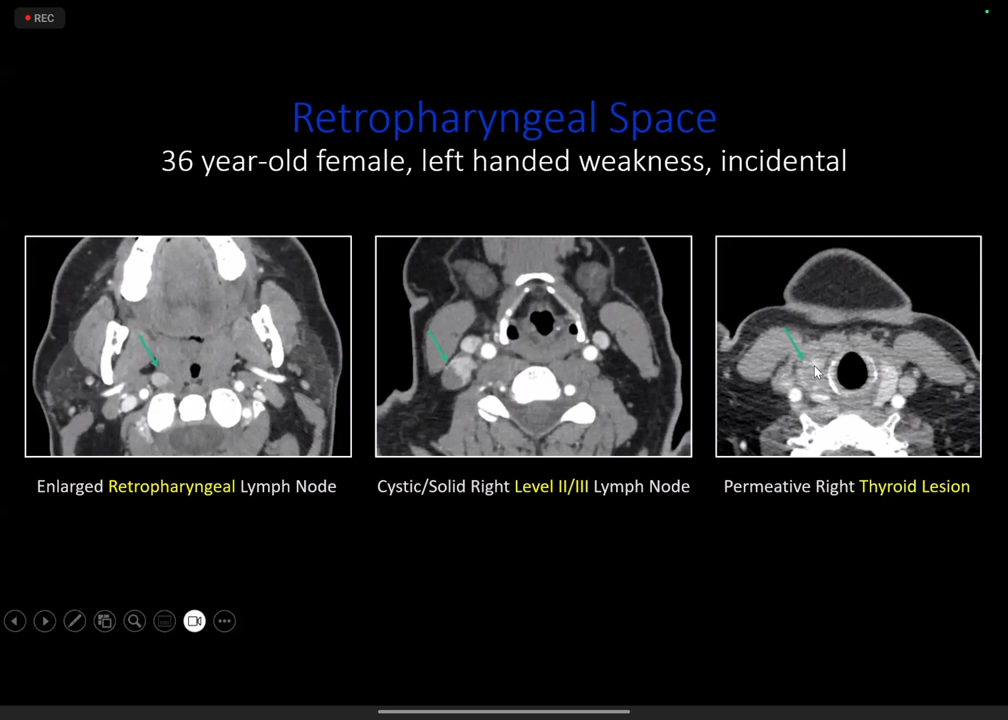 REC
Retropharyngeal Space
36 year-old female, left handed weakness, incidental
Enlarged Retropharyngeal Lymph Node
Cystic/Solid Right Level II/III Lymph Node
Permeative Right Thyroid Lesion